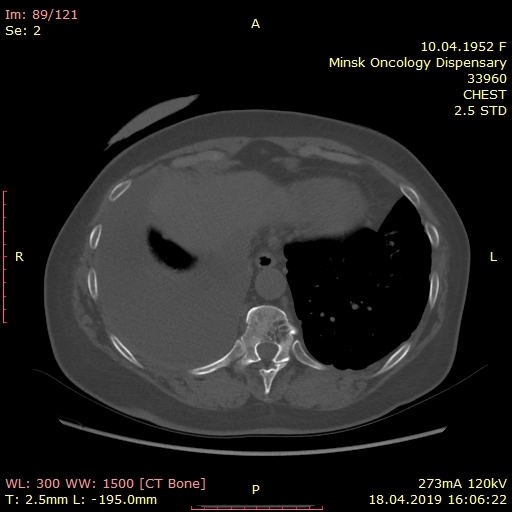 Im: 89/121
Se: 2
A
10.04.1952 F
Minsk Oncology Dispensary
33960
CHEST
2.5 STD
R
L
WL: 300 WW: 1500 [CT Bone]
T: 2.5mm L: -195.0mm
P
273mA 120kV
18.04.2019 16:06:22